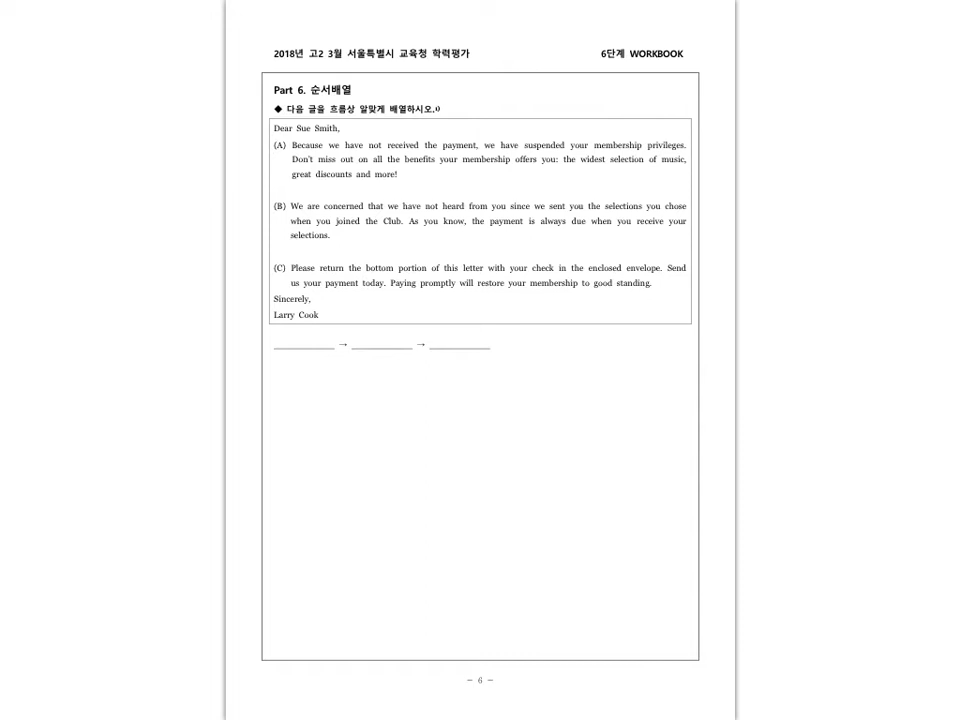 2018년 고2 3월 서울특별시 교육청 학력평가 6단계 WORKBOOK
Part 6. 순서배열
◆ 다음 글을 흐름상 알맞게 배열하시오.
Dear Sue Smith,
(A) Because we have not received the payment, we have suspended your membership privileges.
Don't miss out on all the benefits your membership offers you: the widest selection of music,
great discounts and more!
(B) We are concerned that we have not heard from you since we sent you the selections you chose
when you joined the Club. As you know, the payment is always due when you receive your
selections.
(C) Please return the bottom portion of this letter with your check in the enclosed envelope. Send
us your payment today. Paying promptly will restore your membership to good standing.
Sincerely,
Larry Cook
____________ → ____________ → ____________
- 6 -